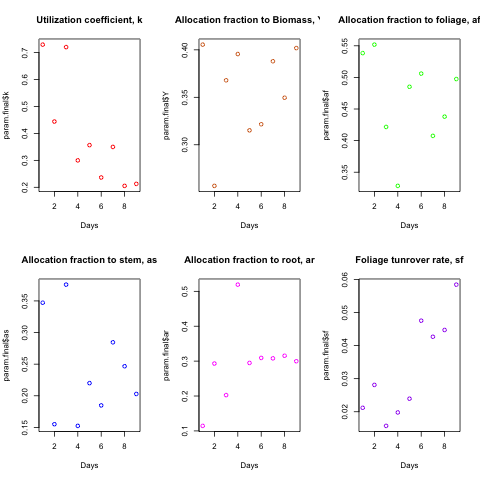 Utilization coefficient, k
param.final$k
0.2 0.3 0.4 0.5 0.6 0.7
2 4 6 8
Days
Allocation fraction to Biomass, Y
param.final$Y
0.30 0.35 0.40
2 4 6 8
Days
Allocation fraction to foliage, af
param.final$af
0.35 0.40 0.45 0.50 0.55
2 4 6 8
Days
Allocation fraction to stem, as
param.final$as
0.15 0.20 0.25 0.30 0.35
2 4 6 8
Days
Allocation fraction to root, ar
param.final$ar
0.1 0.2 0.3 0.4 0.5
2 4 6 8
Days
Foliage tunrover rate, sf
param.final$sf
0.02 0.03 0.04 0.05 0.06
2 4 6 8
Days